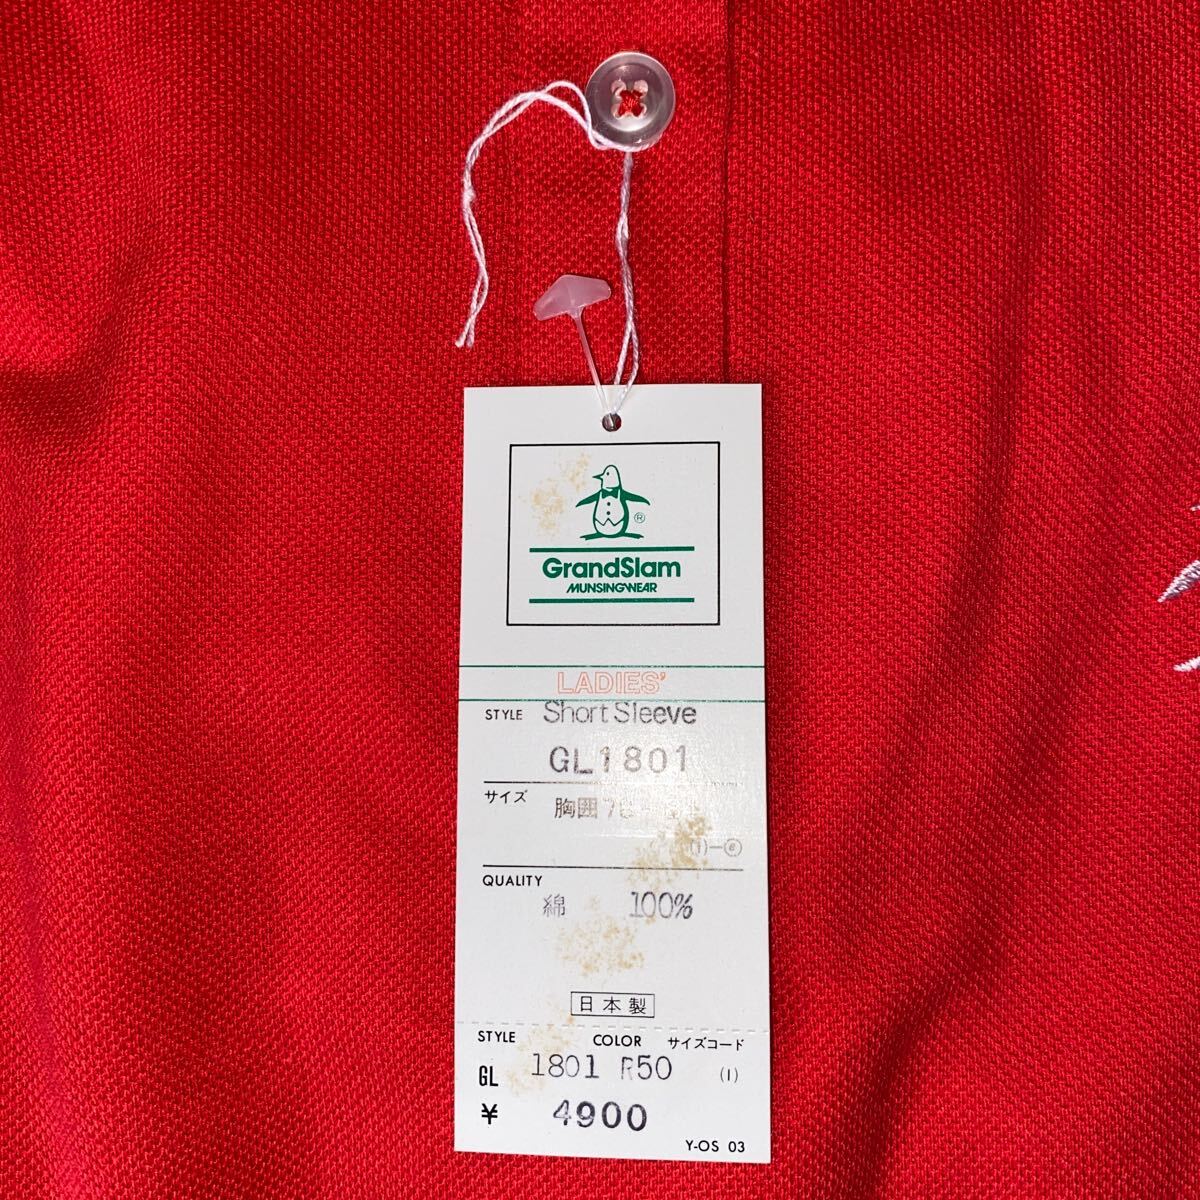 ®
GrandSlam
MUNSINGWEAR
LADIES'
STYLE Short Sleeve
GL1801
サイズ 胸囲
(1)-ⓔ
QUALITY
綿 100%
日本製
STYLE COLOR サイズコード
GL 1801 R50 (1)
¥ 4900
Y-OS 03